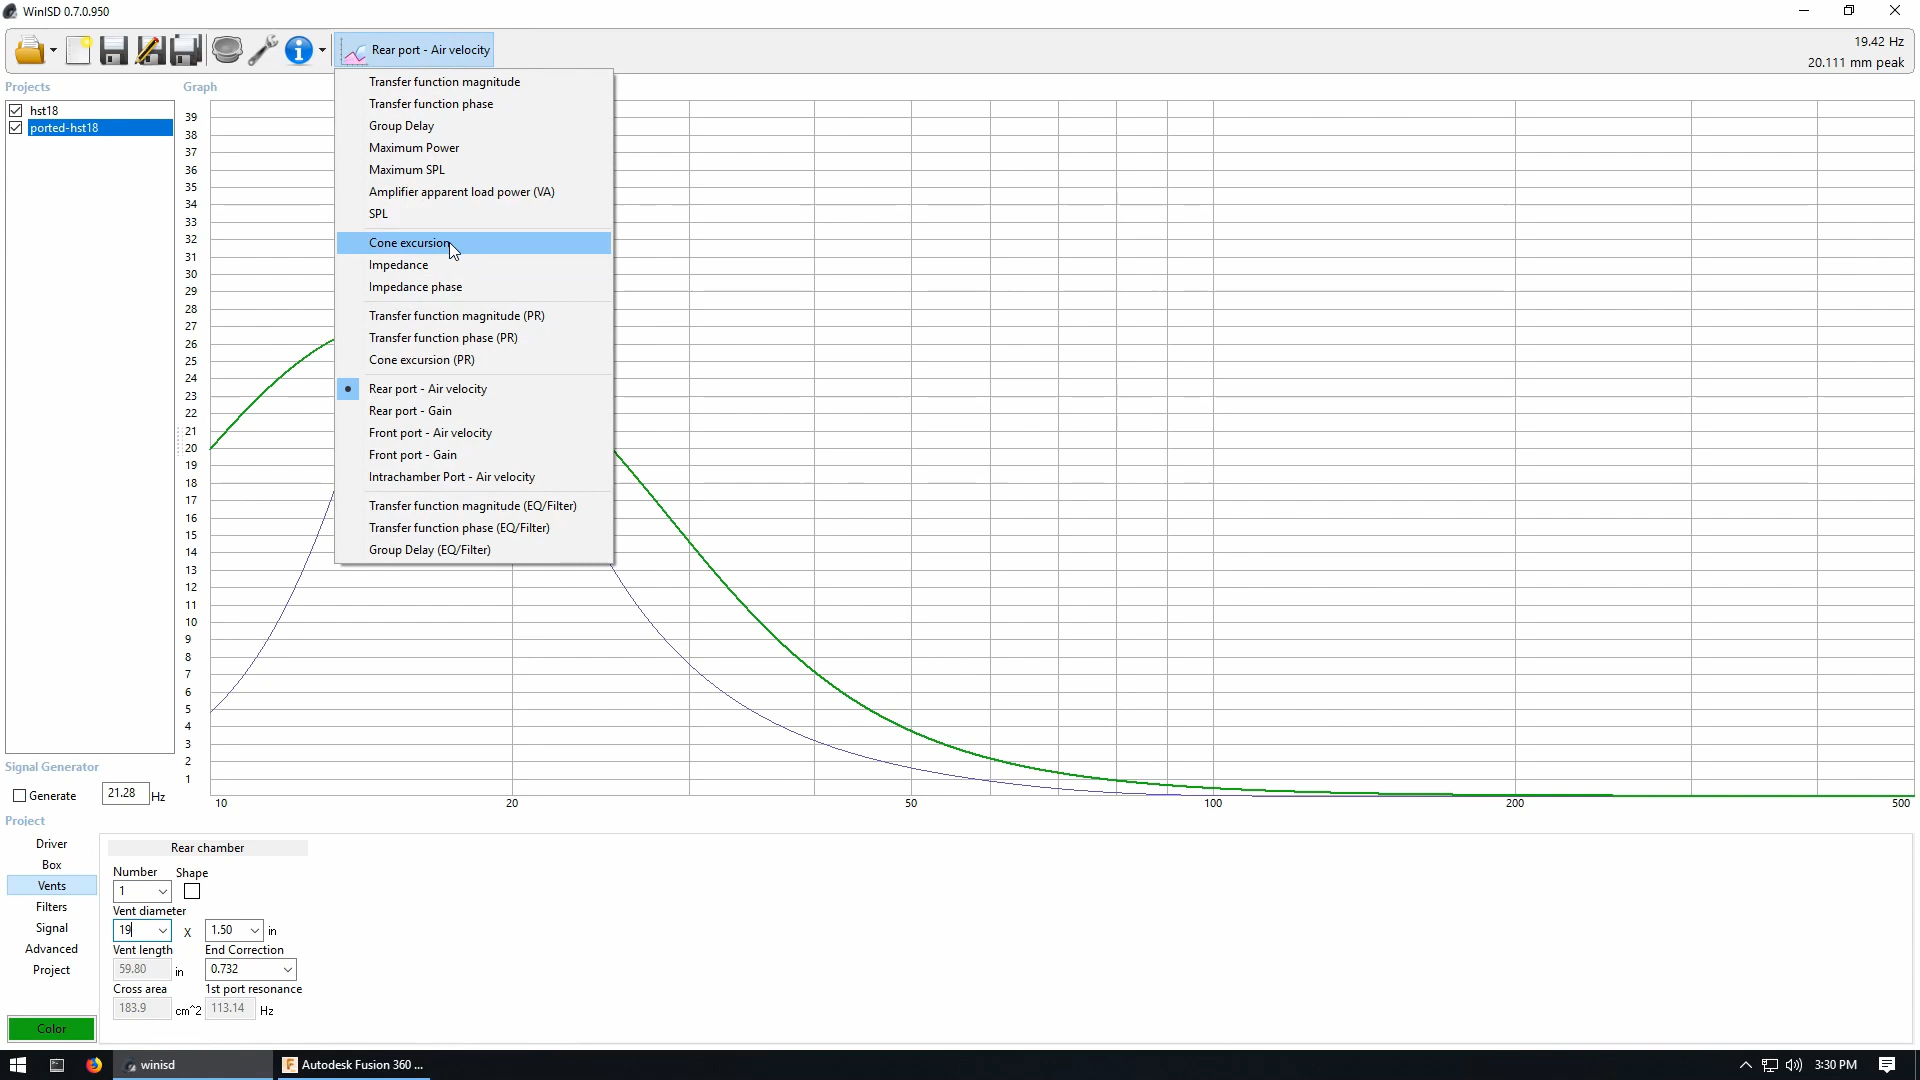 WinISD 0.7.0.950
Rear port - Air velocity
19.42 Hz
20.111 mm peak
Projects
hst18
ported-hst18
Graph
Transfer function magnitude
Transfer function phase
Group Delay
Maximum Power
Maximum SPL
Amplifier apparent load power (VA)
SPL
Cone excursion
Impedance
Impedance phase
Transfer function magnitude (PR)
Transfer function phase (PR)
Cone excursion (PR)
Rear port - Air velocity
Rear port - Gain
Front port - Air velocity
Front port - Gain
Intrachamber Port - Air velocity
Transfer function magnitude (EQ/Filter)
Transfer function phase (EQ/Filter)
Group Delay (EQ/Filter)
39
38
37
36
35
34
33
32
31
30
29
28
27
26
25
24
23
22
21
20
19
18
17
16
15
14
13
12
11
10
9
8
7
6
5
4
3
2
1
10 20 50 100 200 500
Signal Generator
Generate 21.28 Hz
Project
Driver
Box
Vents
Filters
Signal
Advanced
Project
Color
Rear chamber
Number Shape
1
Vent diameter
19 X 1.50 in
Vent length End Correction
59.80 in 0.732
Cross area 1st port resonance
183.9 cm^2 113.14 Hz
winisd
Autodesk Fusion 360 ...
3:30 PM